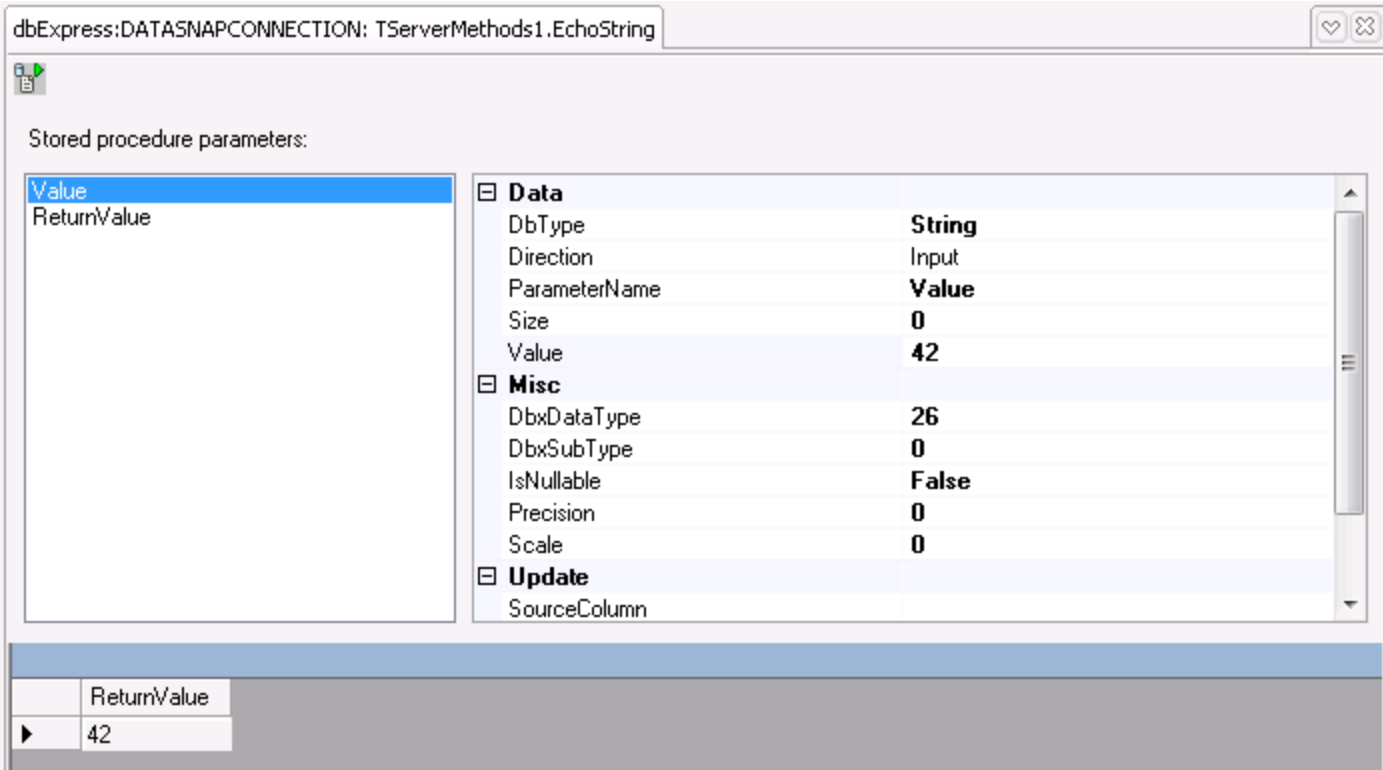 dbExpress:DATASNAPCONNECTION: TServerMethods1.EchoString
Stored procedure parameters:
Value
ReturnValue
Data
DbType String
Direction Input
ParameterName Value
Size 0
Value 42
Misc
DbxDataType 26
DbxSubType 0
IsNullable False
Precision 0
Scale 0
Update
SourceColumn
ReturnValue
42